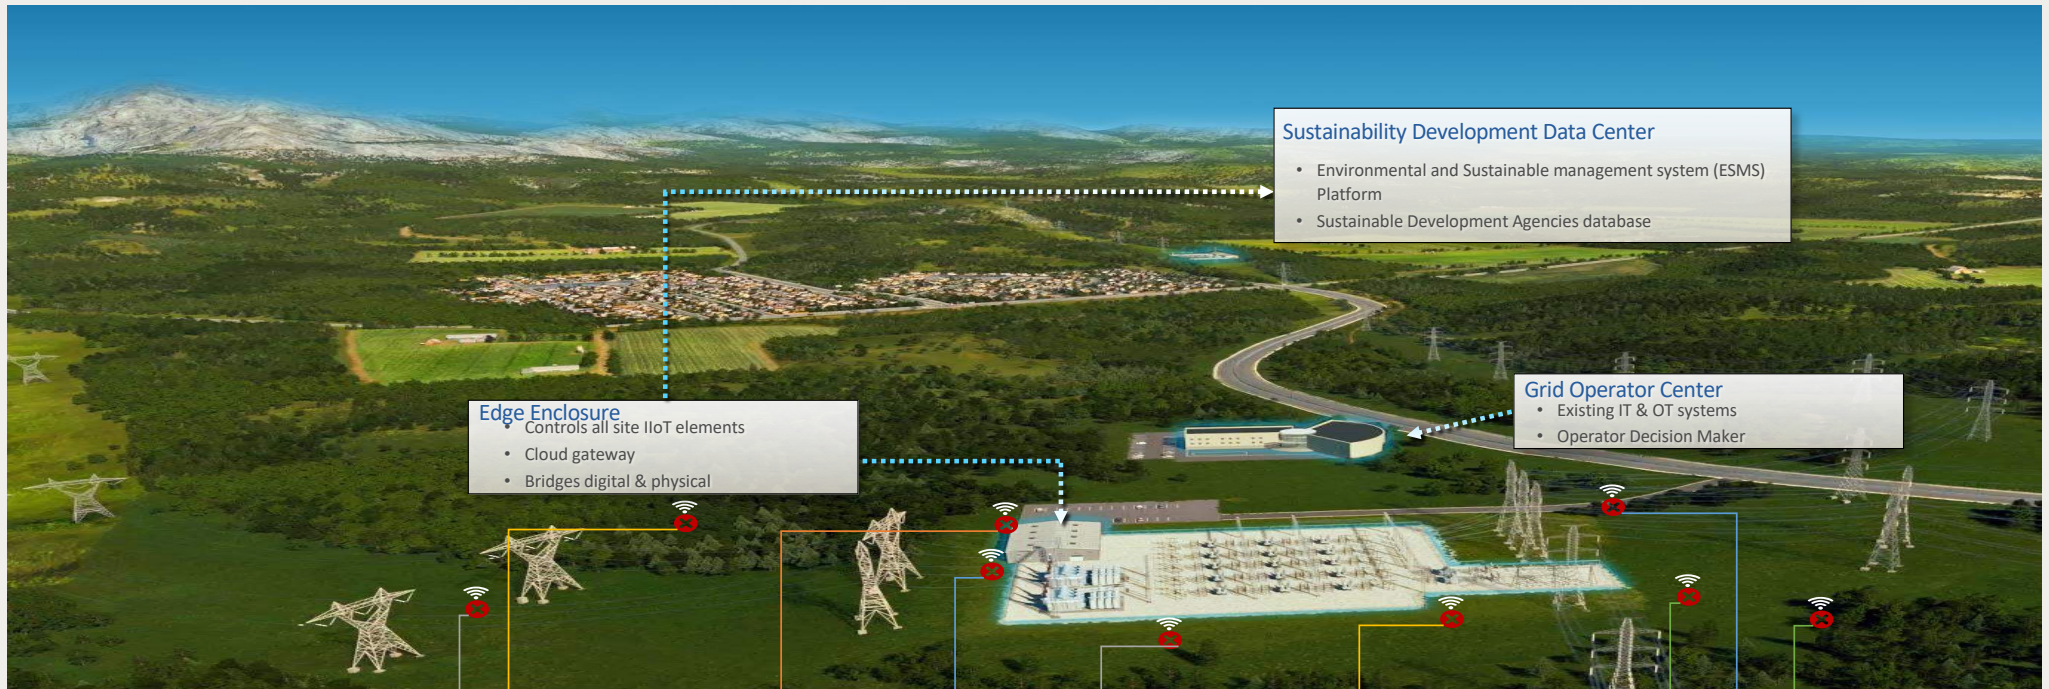 Sustainability Development Data Center
• Environmental and Sustainable management system (ESMS)
Platform
• Sustainable Development Agencies database
Grid Operator Center
• Existing IT & OT systems
• Operator Decision Maker
Edge Enclosure
• Controls all site IIoT elements
• Cloud gateway
• Bridges digital & physical